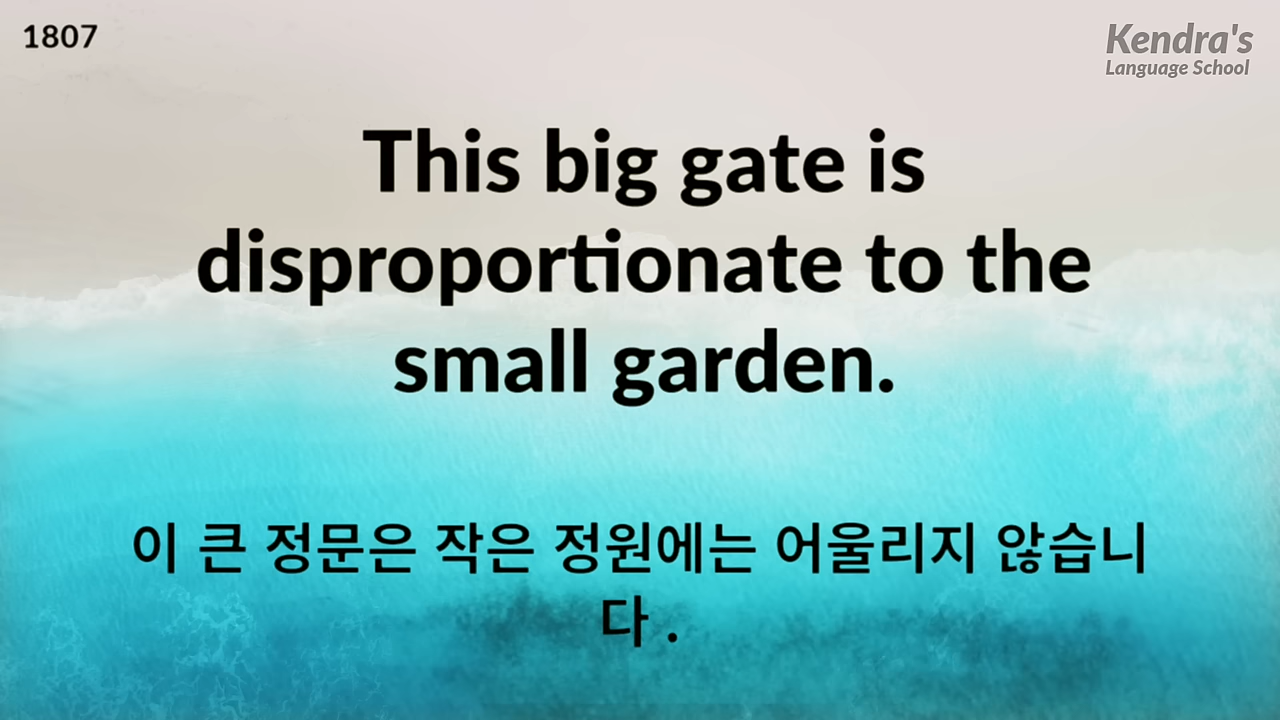 1807
Kendra's
Language School
This big gate is
disproportionate to the
small garden.
이 큰 정문은 작은 정원에는 어울리지 않습니
다 .